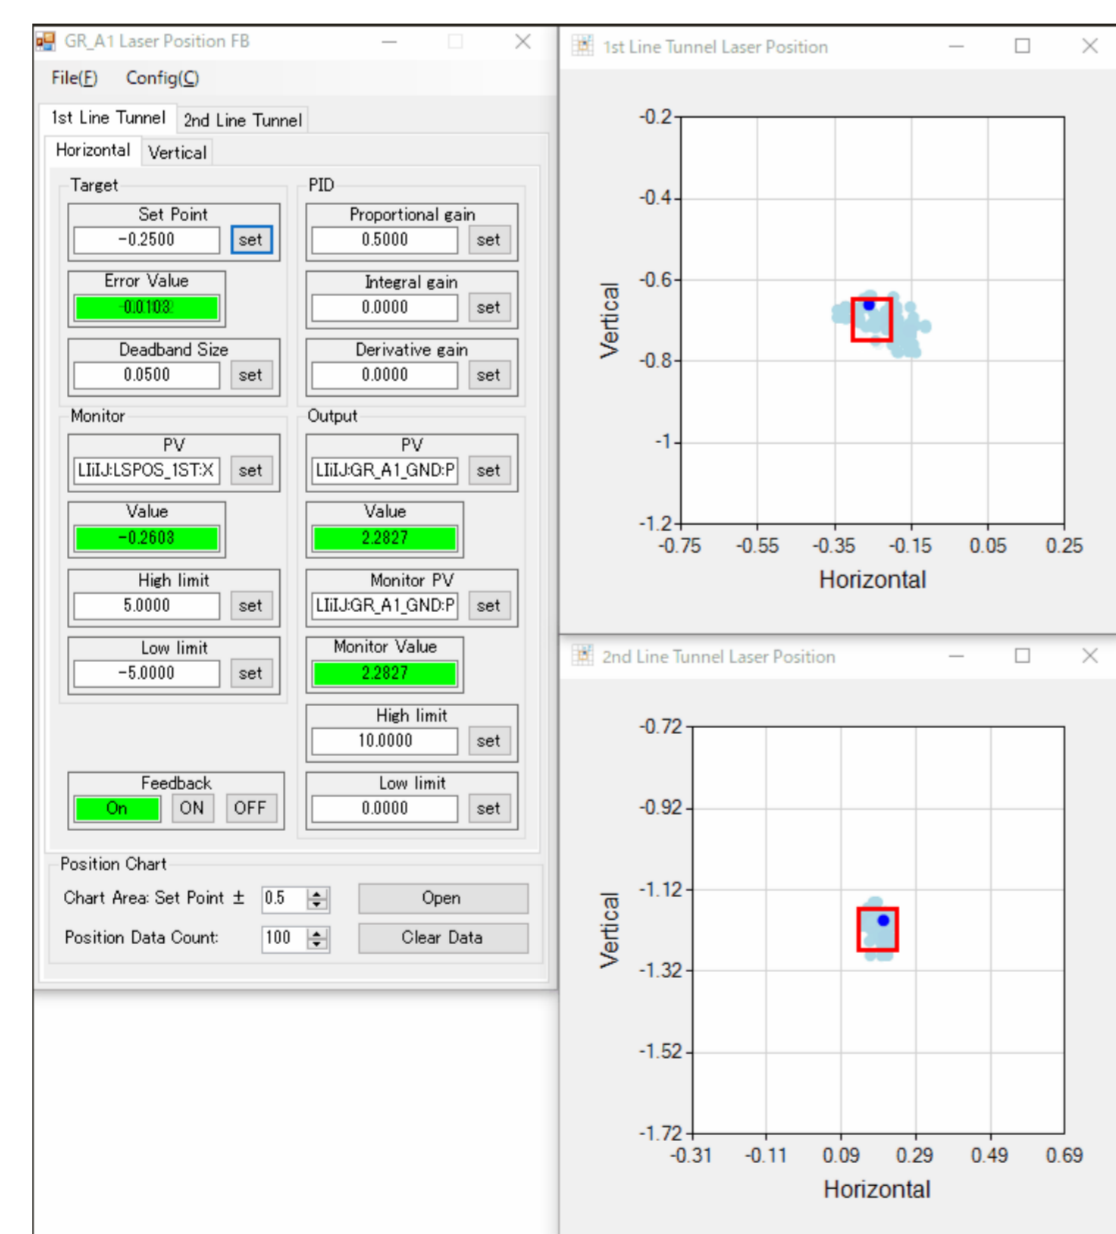 GR_A1 Laser Position FB
File(F) Config(C)
1st Line Tunnel 2nd Line Tunnel
Horizontal Vertical
Target
Set Point
-0.2500 set
Error Value
Deadband Size
0.0500 set
Monitor
PV
LIiIJ:LSPOS_1ST:X set
Value
-0.2603
High limit
5.0000 set
Low limit
-5.0000 set
Feedback
On ON OFF
PID
Proportional gain
0.5000 set
Integral gain
0.0000 set
Derivative gain
0.0000 set
Output
PV
LIiIJ:GR_A1_GND:P set
Value
2.2827
Monitor PV
LIiIJ:GR_A1_GND:P set
Monitor Value
2.2827
High limit
10.0000 set
Low limit
0.0000 set
Position Chart
Chart Area: Set Point ± 0.5 Open
Position Data Count: 100 Clear Data
1st Line Tunnel Laser Position
Vertical
-0.2
-0.4
-0.6
-0.8
-1
-1.2
-0.75 -0.55 -0.35 -0.15 0.05 0.25
Horizontal
2nd Line Tunnel Laser Position
Vertical
-0.72
-0.92
-1.12
-1.32
-1.52
-1.72
-0.31 -0.11 0.09 0.29 0.49 0.69
Horizontal